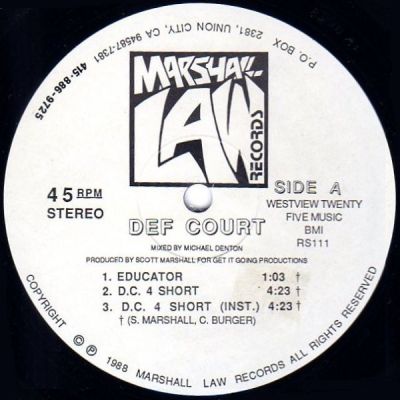 P.O. BOX 2381, UNION CITY, CA 94587-7381 415-886-9725
MARSHALL
LAW
RECORDS
45 RPM
STEREO
SIDE A
WESTVIEW TWENTY
FIVE MUSIC
BMI
RS111
DEF COURT
MIXED BY MICHAEL DENTON
PRODUCED BY SCOTT MARSHALL FOR GET IT GOING PRODUCTIONS
1. EDUCATOR 1:03 †
2. D.C. 4 SHORT 4:23 †
3. D.C. 4 SHORT (INST.) 4:23 †
† (S. MARSHALL, C. BURGER)
COPYRIGHT © ℗ 1988 MARSHALL LAW RECORDS ALL RIGHTS RESERVED